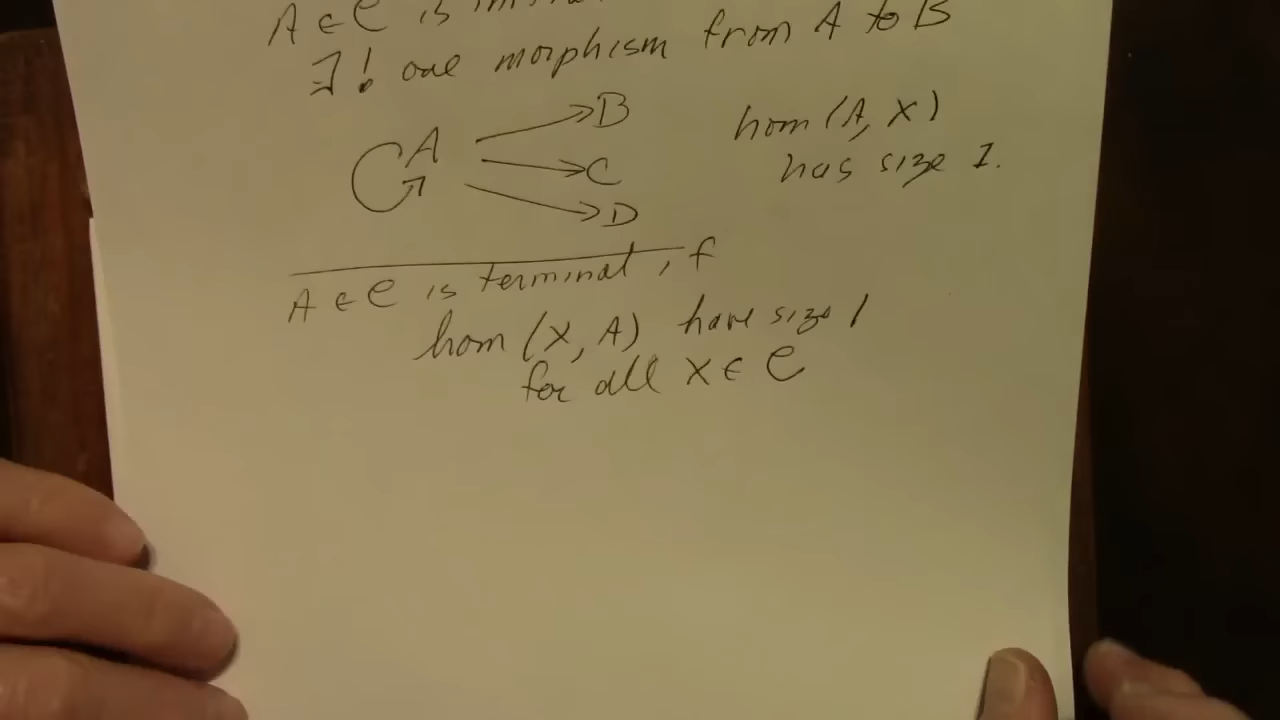 A ∈ C is
∃! one morphism from A to B
A → B hom(A, X)
→ C has size 1.
→ D
A ∈ C is terminal if
hom(X, A) have size 1
for all X ∈ C